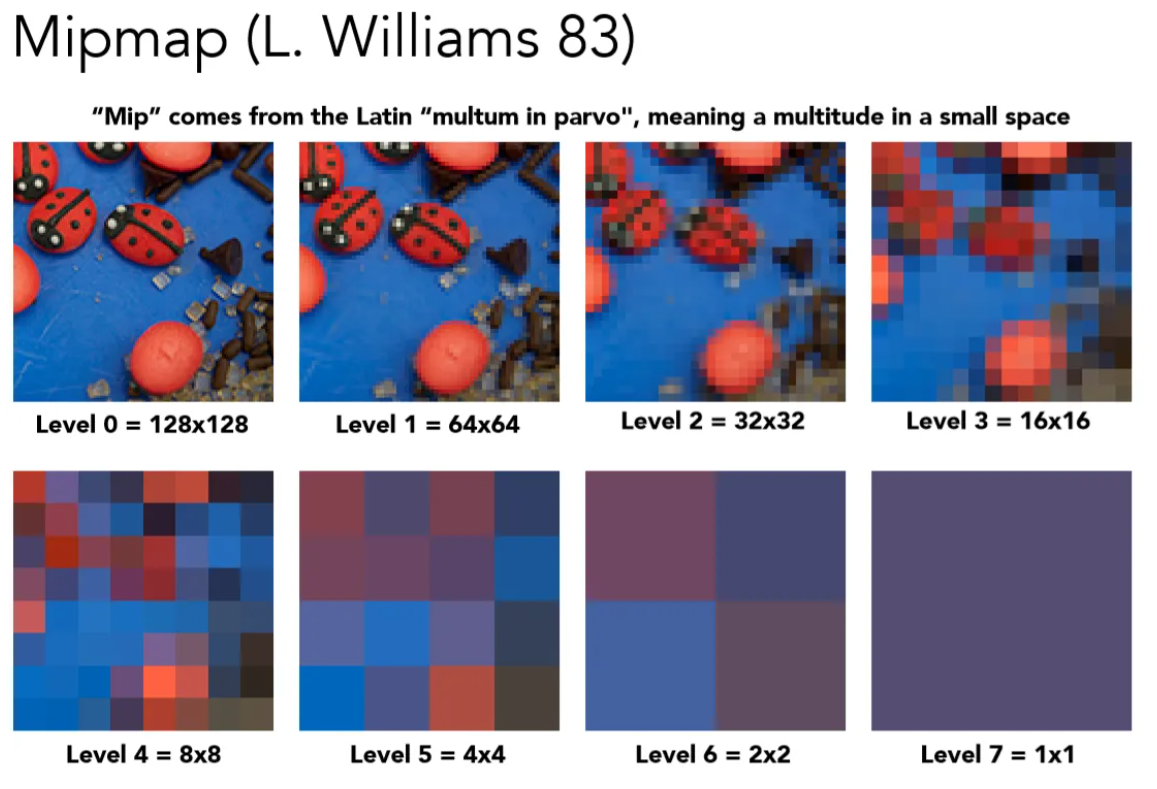 Mipmap (L. Williams 83)
“Mip” comes from the Latin “multum in parvo", meaning a multitude in a small space
Level 0 = 128x128
Level 1 = 64x64
Level 2 = 32x32
Level 3 = 16x16
Level 4 = 8x8
Level 5 = 4x4
Level 6 = 2x2
Level 7 = 1x1